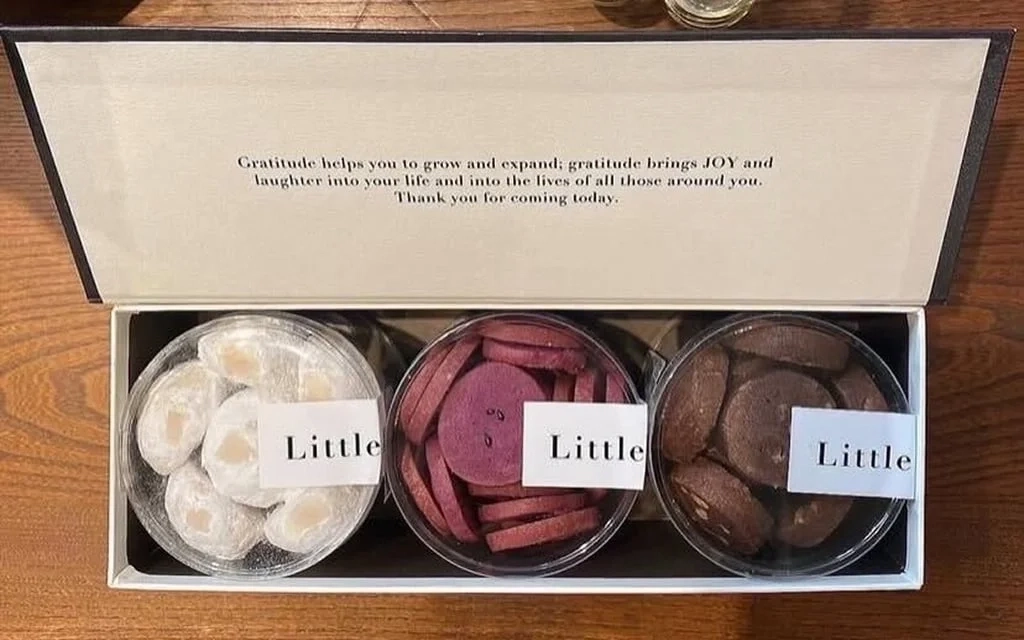 Gratitude helps you to grow and expand; gratitude brings JOY and
laughter into your life and into the lives of all those around you.
Thank you for coming today.
Little
Little
Little